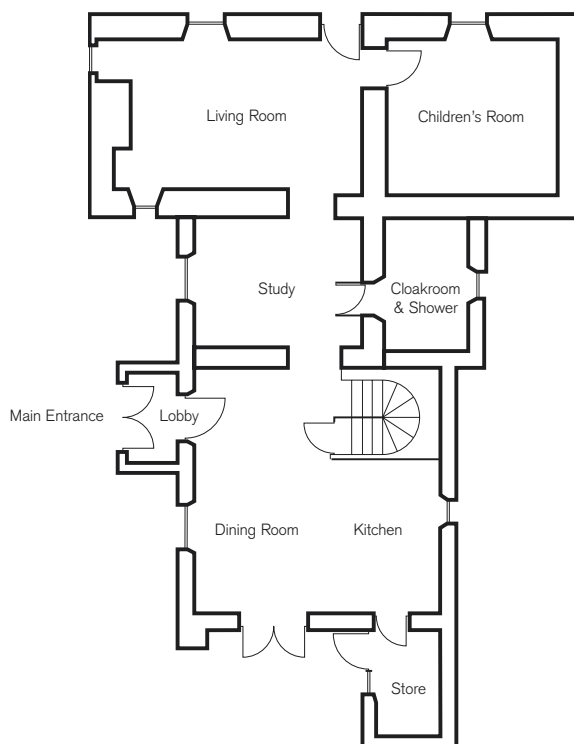 Living Room
Children's Room
Study
Cloakroom
& Shower
Main Entrance
Lobby
Dining Room
Kitchen
Store